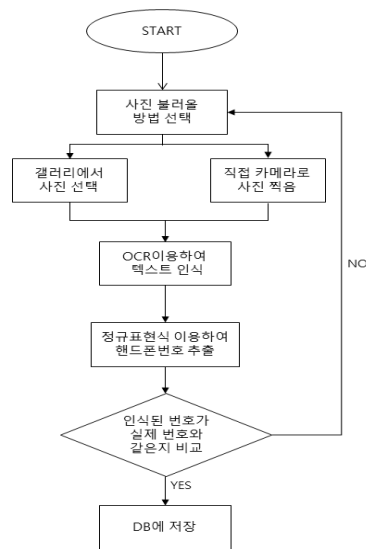 START
사진 불러올
방법 선택
갤러리에서
사진 선택
직접 카메라로
사진 찍음
OCR이용하여
텍스트 인식
NO
정규표현식 이용하여
핸드폰번호 추출
인식된 번호가
실제 번호와
같은지 비교
YES
DB에 저장